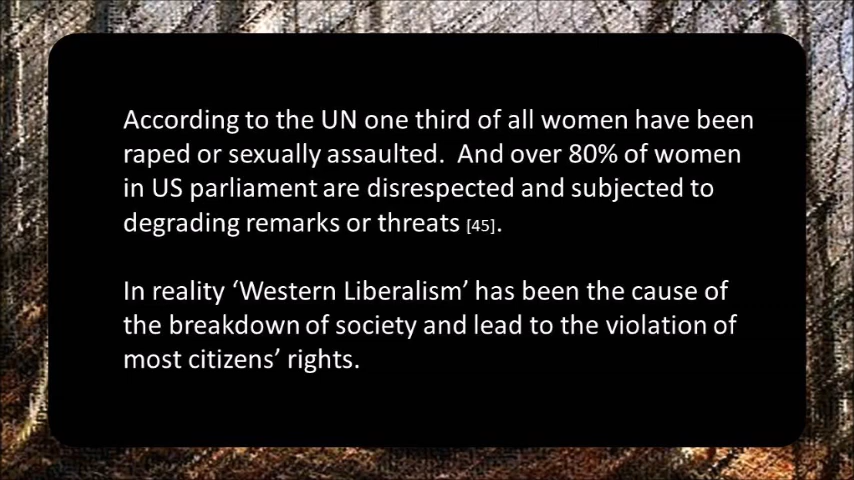 According to the UN one third of all women have been
raped or sexually assaulted.  And over 80% of women
in US parliament are disrespected and subjected to
degrading remarks or threats [45].
In reality ‘Western Liberalism’ has been the cause of
the breakdown of society and lead to the violation of
most citizens’ rights.